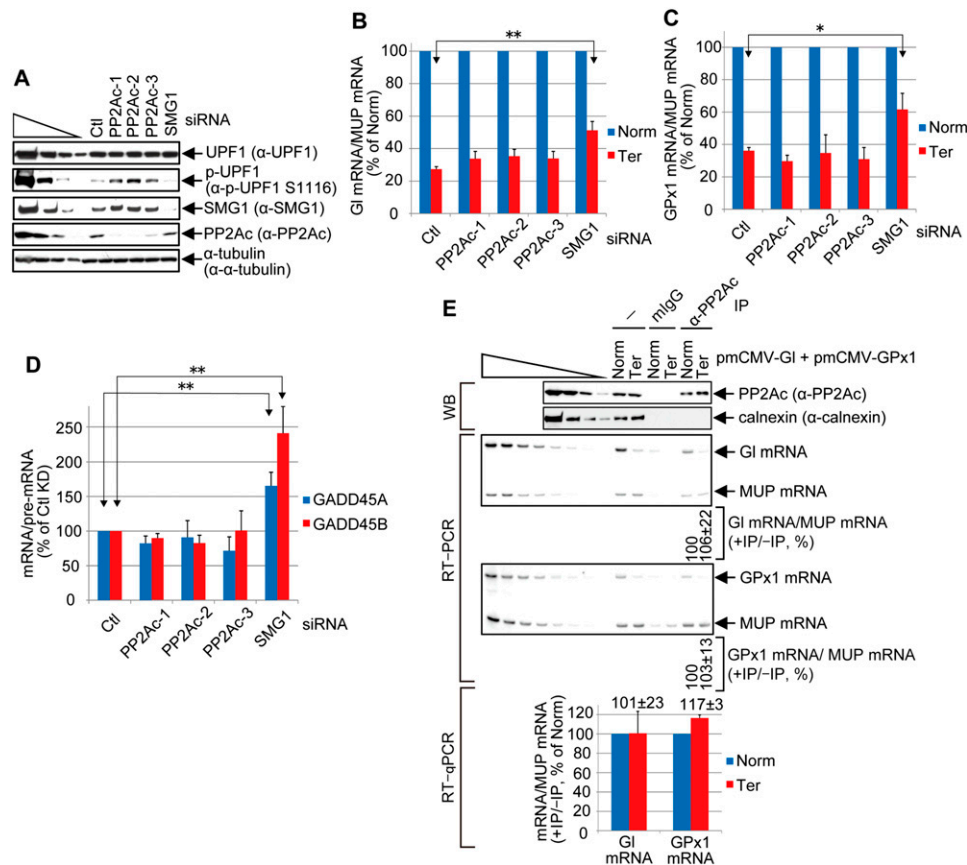 A
Ctl
PP2Ac-1
PP2Ac-2
PP2Ac-3
SMG1
siRNA
UPF1 (α-UPF1)
p-UPF1
(α-p-UPF1 S1116)
SMG1 (α-SMG1)
PP2Ac (α-PP2Ac)
α-tubulin
(α-α-tubulin)
B
**
Gl mRNA/MUP mRNA
(% of Norm)
100
80
60
40
20
0
Norm
Ter
Ctl
PP2Ac-1
PP2Ac-2
PP2Ac-3
SMG1
siRNA
C
*
GPx1 mRNA/MUP mRNA
(% of Norm)
100
80
60
40
20
0
Norm
Ter
Ctl
PP2Ac-1
PP2Ac-2
PP2Ac-3
SMG1
siRNA
D
**
**
mRNA/pre-mRNA
(% of Ctl KD)
250
200
150
100
50
0
GADD45A
GADD45B
Ctl
PP2Ac-1
PP2Ac-2
PP2Ac-3
SMG1
siRNA
E
–
mIgG
α-PP2Ac
IP
Norm
Ter
Norm
Ter
Norm
Ter
pmCMV-Gl + pmCMV-GPx1
WB
PP2Ac (α-PP2Ac)
calnexin (α-calnexin)
RT-PCR
Gl mRNA
MUP mRNA
100
106±22
Gl mRNA/MUP mRNA
(+IP/−IP, %)
GPx1 mRNA
MUP mRNA
100
103±13
GPx1 mRNA/ MUP mRNA
(+IP/−IP, %)
RT-qPCR
mRNA/MUP mRNA
(+IP/−IP, % of Norm)
120
100
80
60
40
20
0
101±23
117±3
Norm
Ter
Gl
mRNA
GPx1
mRNA